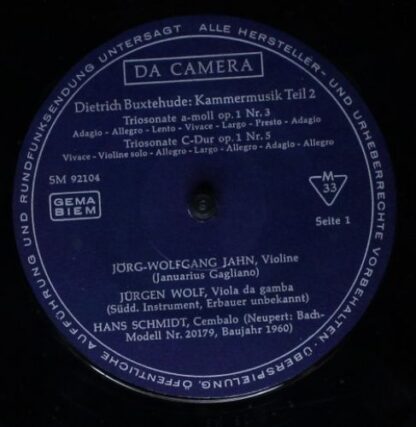 ALLE HERSTELLER- UND URHEBERRECHTE VORBEHALTEN · ÜBERSPIELUNG, ÖFFENTLICHE AUFFÜHRUNG UND RUNDFUNKSENDUNG UNTERSAGT
DA CAMERA
Dietrich Buxtehude: Kammermusik Teil 2
Triosonate a-moll op. 1 Nr. 3
Adagio - Allegro - Lento - Vivace - Largo - Presto - Adagio
Triosonate C-Dur op. 1 Nr. 5
Vivace - Violine solo - Allegro - Largo - Allegro - Adagio - Allegro
SM 92104
GEMA
BIEM
M
33
Seite 1
JÖRG-WOLFGANG JAHN, Violine
(Januarius Gagliano)
JÜRGEN WOLF, Viola da gamba
(Südd. Instrument, Erbauer unbekannt)
HANS SCHMIDT, Cembalo (Neupert: Bach-
Modell Nr. 20179, Baujahr 1960)